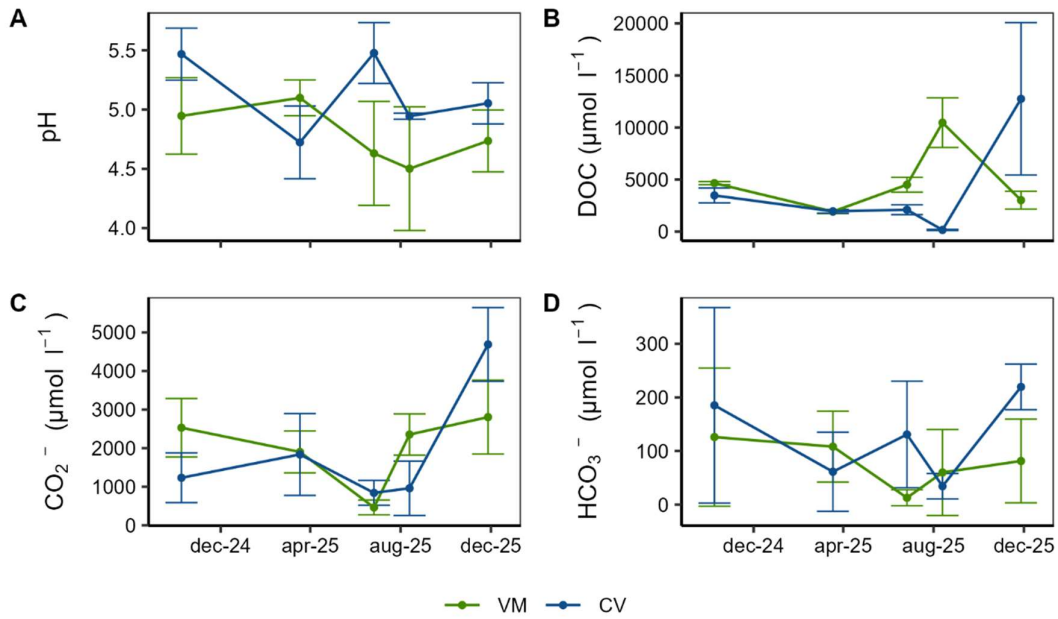 A
pH
5.5
5.0
4.5
4.0
B
DOC (μmol l⁻¹ )
20000
15000
10000
5000
0
C
CO₂⁻ (μmol l⁻¹ )
5000
4000
3000
2000
1000
0
dec-24 apr-25 aug-25 dec-25
D
HCO₃⁻ (μmol l⁻¹ )
300
200
100
0
dec-24 apr-25 aug-25 dec-25
VM CV